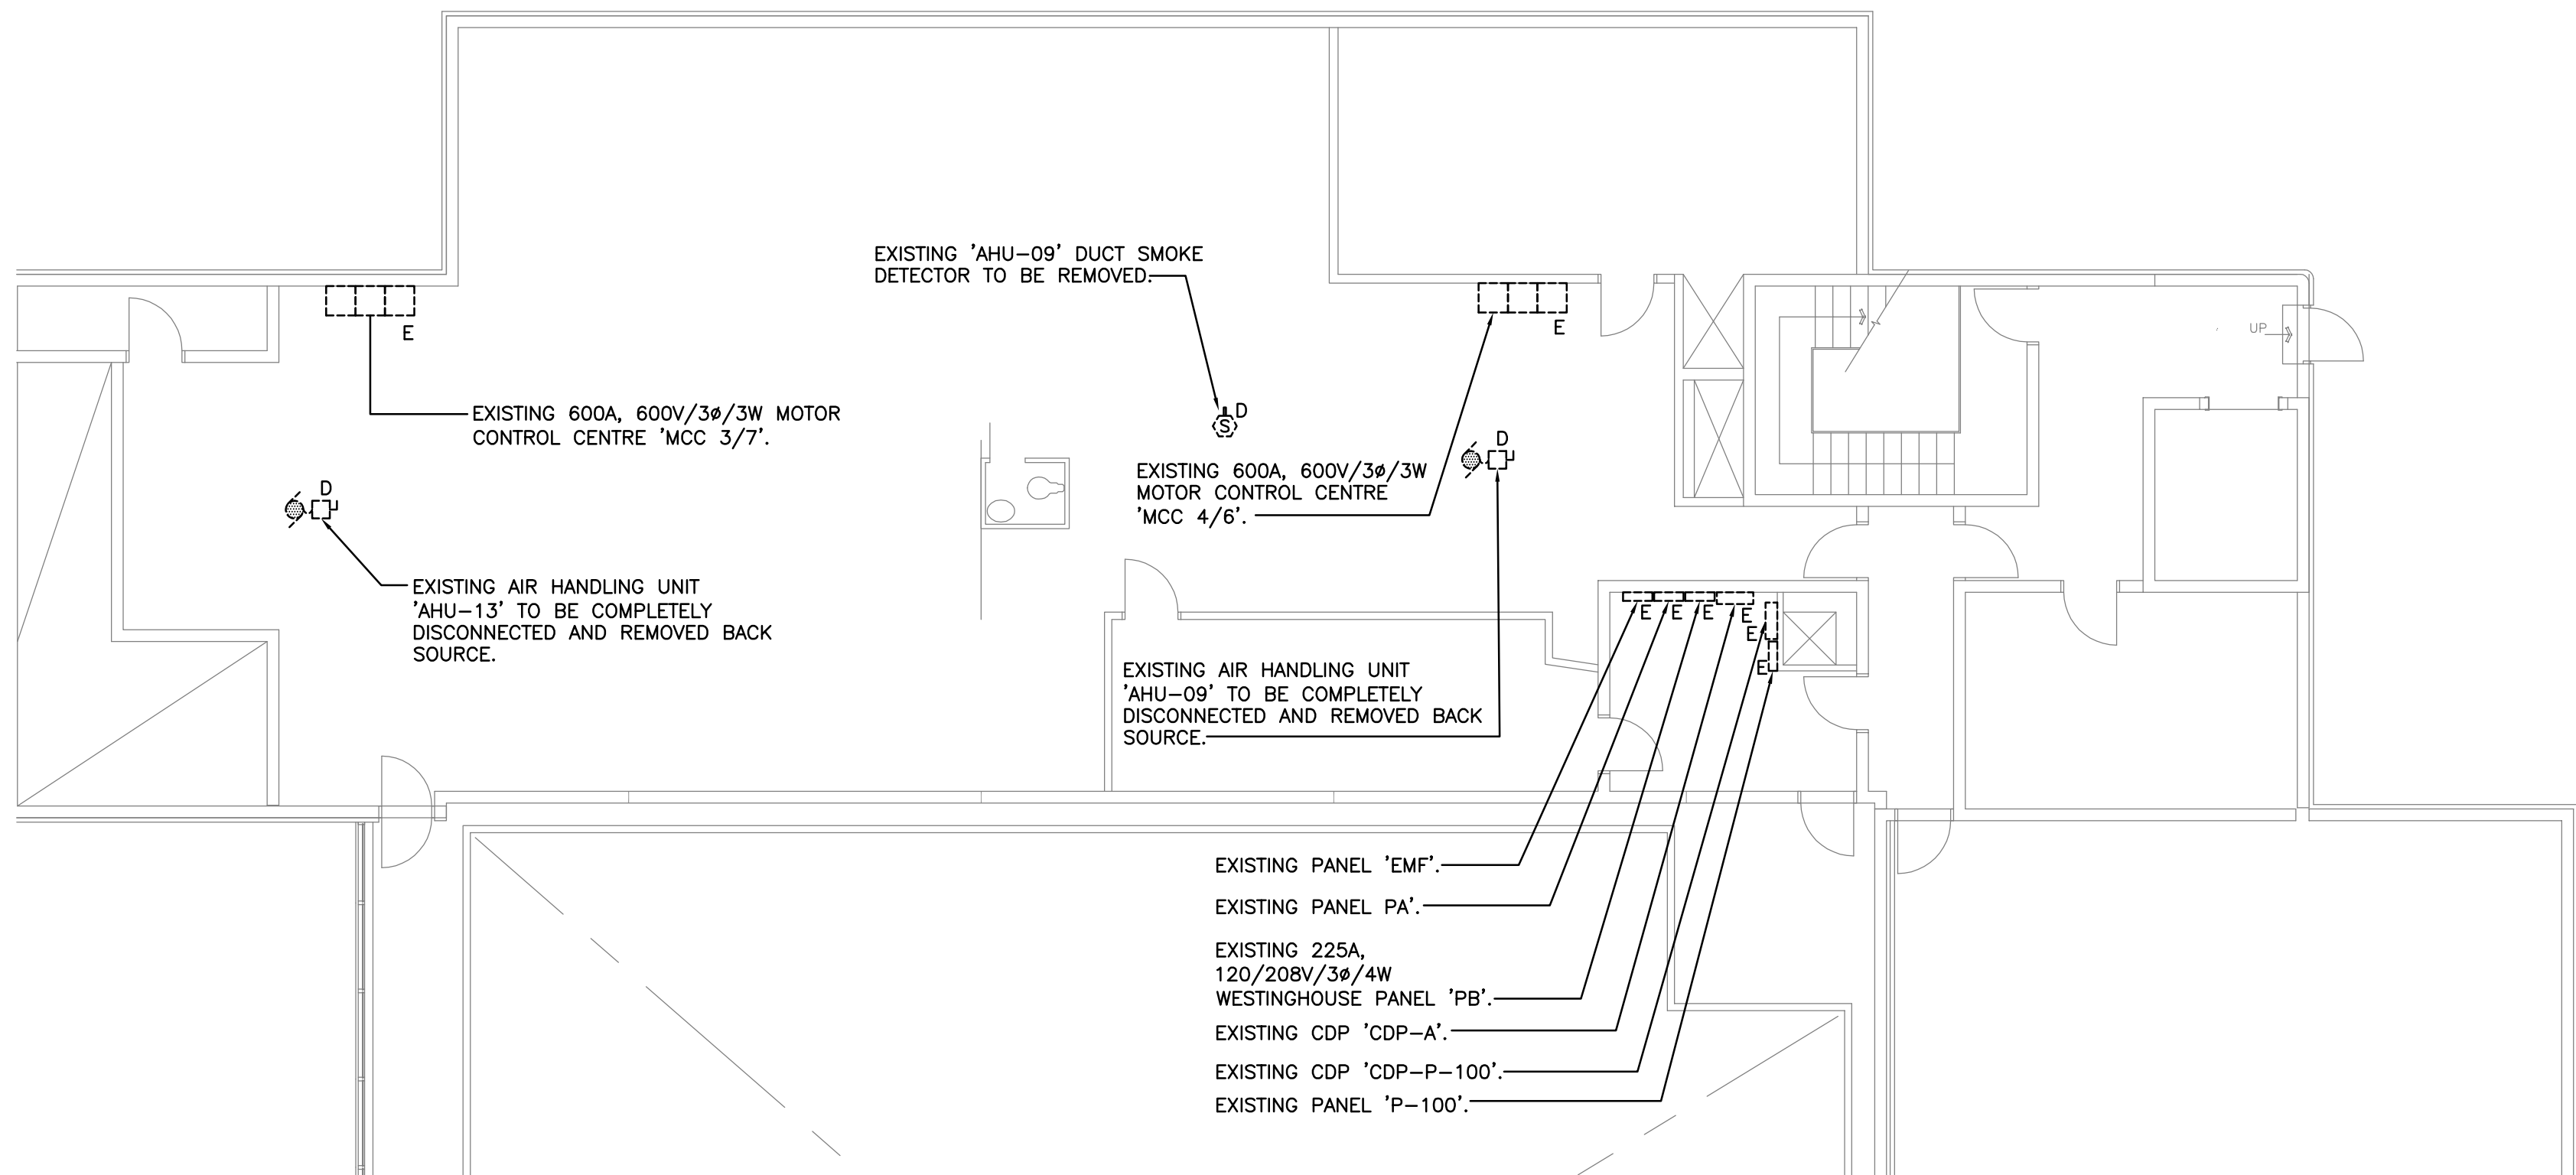 EXISTING 'AHU-09' DUCT SMOKE
DETECTOR TO BE REMOVED.
E
E
UP
EXISTING 600A, 600V/3ø/3W MOTOR
CONTROL CENTRE 'MCC 3/7'.
D
S
D
EXISTING 600A, 600V/3ø/3W
MOTOR CONTROL CENTRE
'MCC 4/6'.
D
EXISTING AIR HANDLING UNIT
'AHU-13' TO BE COMPLETELY
DISCONNECTED AND REMOVED BACK
SOURCE.
E
E
E
E
E
E
EXISTING AIR HANDLING UNIT
'AHU-09' TO BE COMPLETELY
DISCONNECTED AND REMOVED BACK
SOURCE.
EXISTING PANEL 'EMF'.
EXISTING PANEL PA'.
EXISTING 225A,
120/208V/3ø/4W
WESTINGHOUSE PANEL 'PB'.
EXISTING CDP 'CDP-A'.
EXISTING CDP 'CDP-P-100'.
EXISTING PANEL 'P-100'.